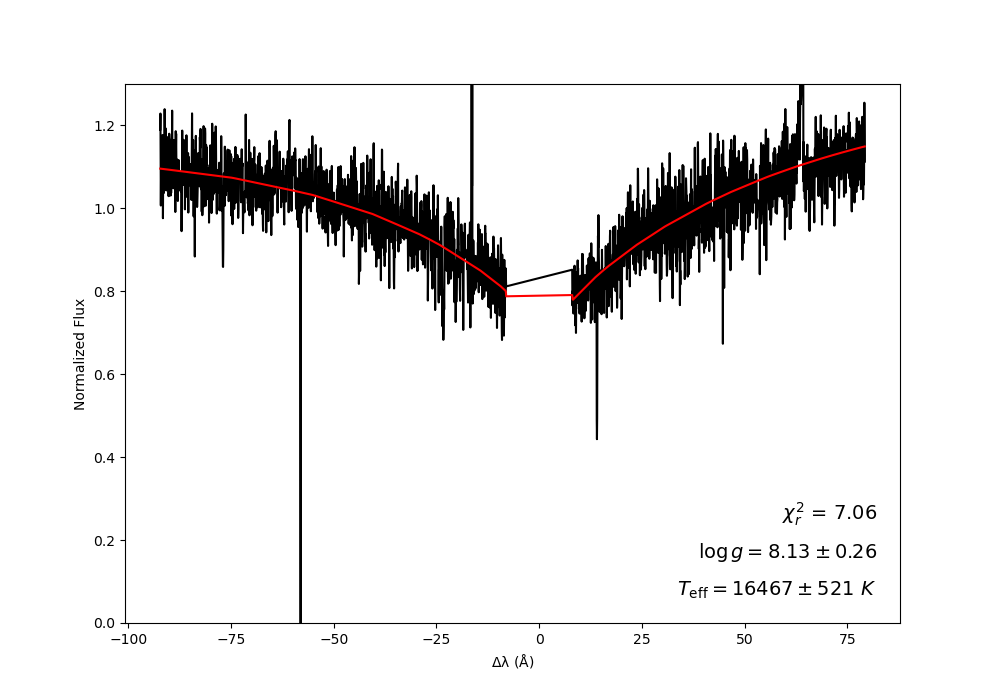 1.2
1.0
0.8
0.6
0.4
0.2
0.0
Normalized Flux
χ²ᵣ = 7.06
log g = 8.13 ± 0.26
T_eff = 16467 ± 521 K
−100 −75 −50 −25 0 25 50 75
Δλ (Å)